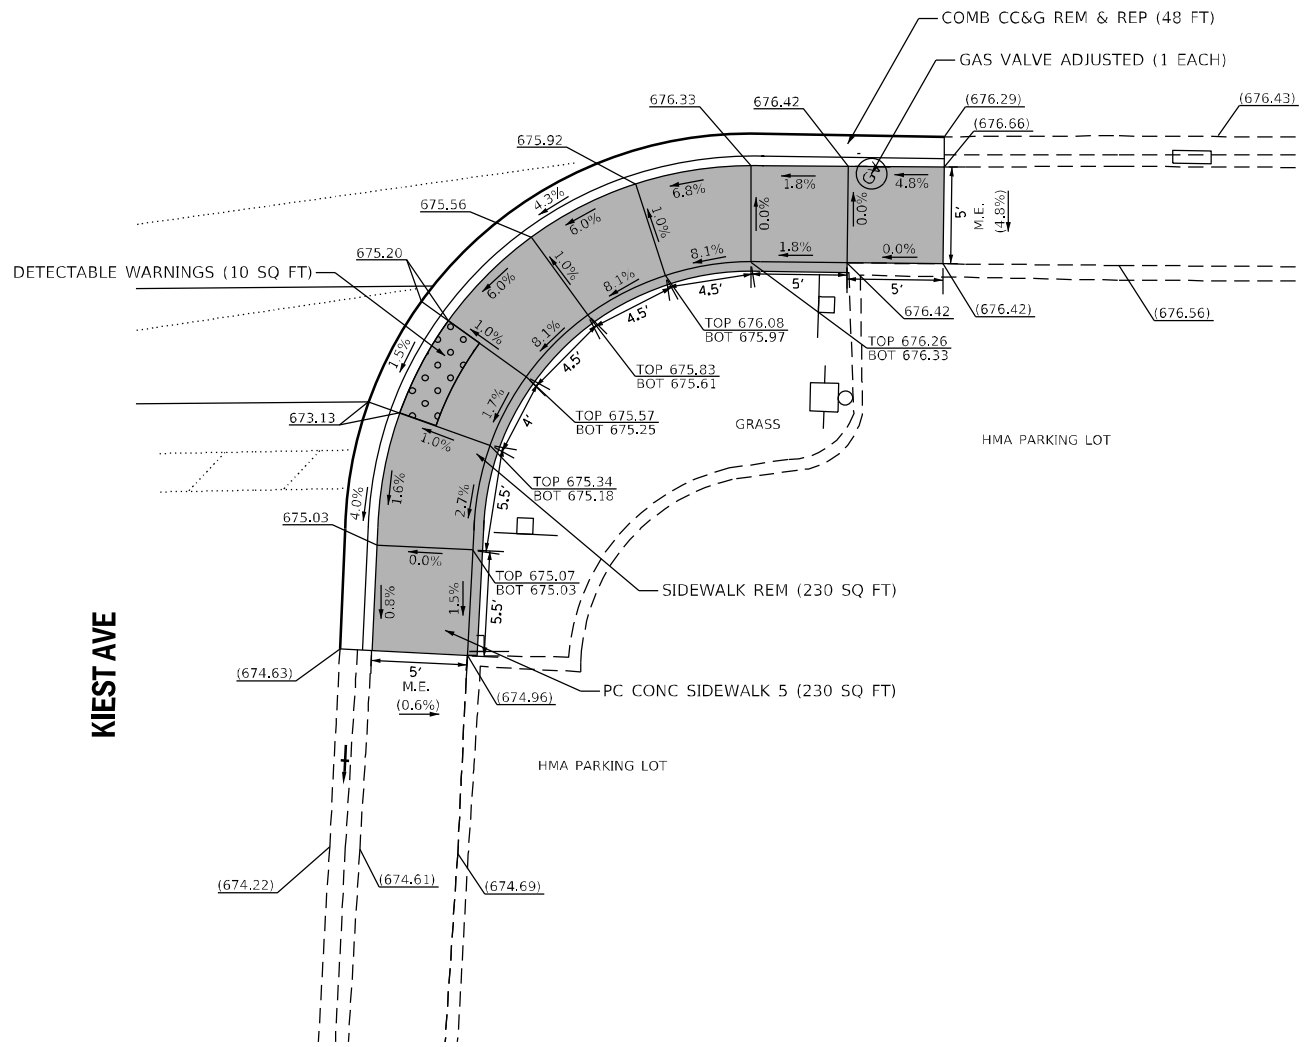 COMB CC&G REM & REP (48 FT)
GAS VALVE ADJUSTED (1 EACH)
676.33
676.42
(676.29)
(676.43)
(676.66)
675.92
G
V
1.8%
4.8%
6.8%
4.3%
6.0%
675.56
1.0%
0.0%
0.0%
5'
M.E.
(4.8%)
675.20
1.0%
8.1%
1.8%
0.0%
DETECTABLE WARNINGS (10 SQ FT)
6.0%
8.1%
4.5'
5'
5'
4.5'
676.42
(676.42)
(676.56)
1.0%
8.1%
TOP 676.08
BOT 675.97
TOP 676.26
BOT 676.33
1.5%
4.5'
TOP 675.83
BOT 675.61
1.7%
4'
TOP 675.57
BOT 675.25
673.13
GRASS
HMA PARKING LOT
1.0%
TOP 675.34
BOT 675.18
1.6%
2.7%
5.5'
4.0%
675.03
0.0%
TOP 675.07
BOT 675.03
0.8%
1.5%
5.5'
SIDEWALK REM (230 SQ FT)
KIEST AVE
(674.63)
5'
M.E.
(0.6%)
(674.96)
PC CONC SIDEWALK 5 (230 SQ FT)
HMA PARKING LOT
(674.22)
(674.61)
(674.69)